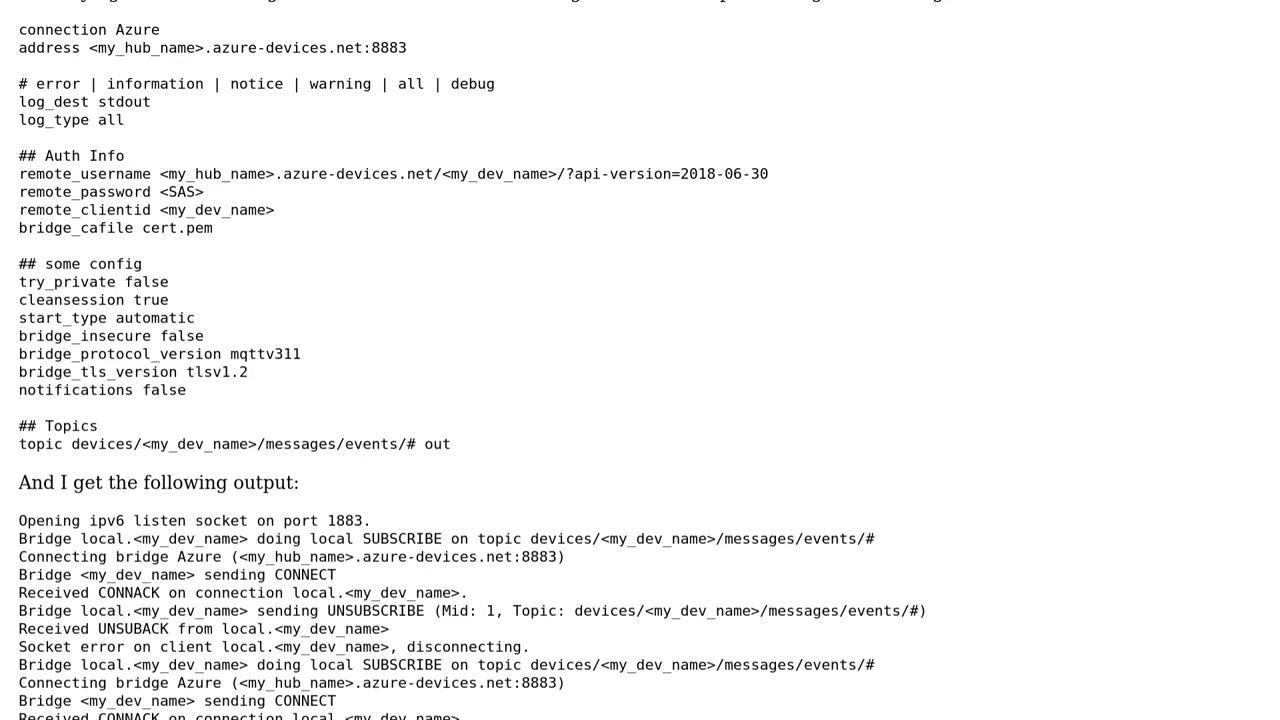 connection Azure
address <my_hub_name>.azure-devices.net:8883
# error | information | notice | warning | all | debug
log_dest stdout
log_type all
## Auth Info
remote_username <my_hub_name>.azure-devices.net/<my_dev_name>/?api-version=2018-06-30
remote_password <SAS>
remote_clientid <my_dev_name>
bridge_cafile cert.pem
## some config
try_private false
cleansession true
start_type automatic
bridge_insecure false
bridge_protocol_version mqttv311
bridge_tls_version tlsv1.2
notifications false
## Topics
topic devices/<my_dev_name>/messages/events/# out
And I get the following output:
Opening ipv6 listen socket on port 1883.
Bridge local.<my_dev_name> doing local SUBSCRIBE on topic devices/<my_dev_name>/messages/events/#
Connecting bridge Azure (<my_hub_name>.azure-devices.net:8883)
Bridge <my_dev_name> sending CONNECT
Received CONNACK on connection local.<my_dev_name>.
Bridge local.<my_dev_name> sending UNSUBSCRIBE (Mid: 1, Topic: devices/<my_dev_name>/messages/events/#)
Received UNSUBACK from local.<my_dev_name>
Socket error on client local.<my_dev_name>, disconnecting.
Bridge local.<my_dev_name> doing local SUBSCRIBE on topic devices/<my_dev_name>/messages/events/#
Connecting bridge Azure (<my_hub_name>.azure-devices.net:8883)
Bridge <my_dev_name> sending CONNECT
Received CONNACK on connection local.<my_dev_name>.